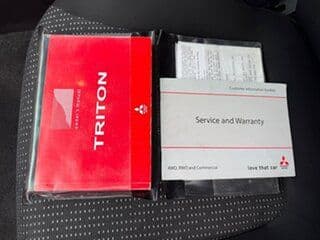 owner's manual
TRITON
Customer information booklet
Service and Warranty
4WD, RWD and Commercial
love that car